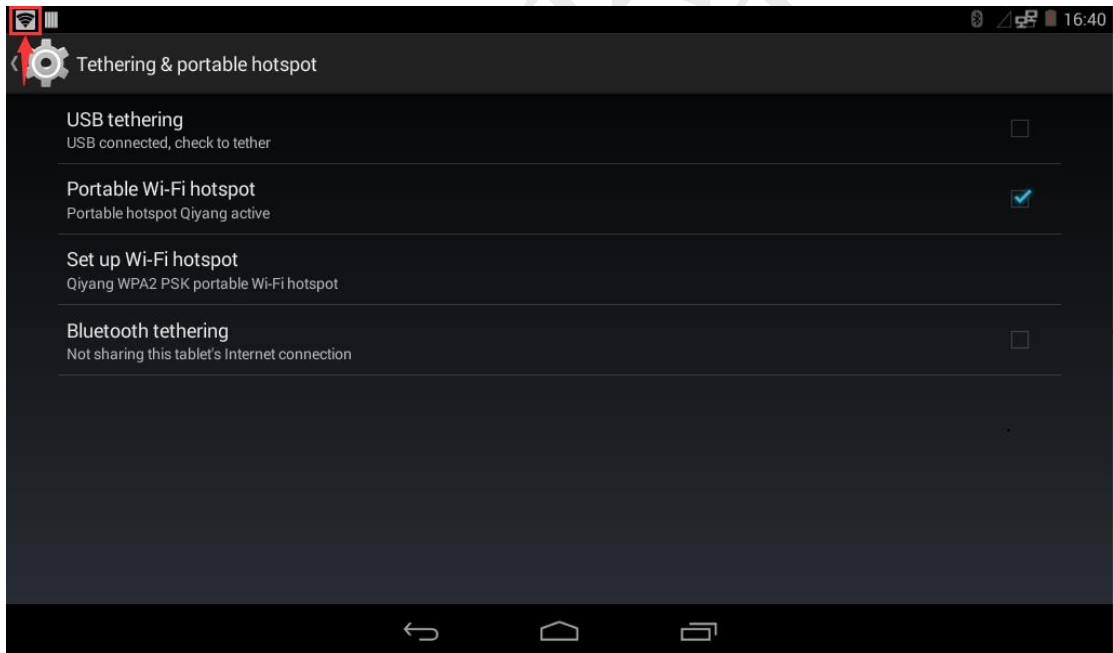 16:40
Tethering & portable hotspot
USB tethering
USB connected, check to tether
Portable Wi-Fi hotspot
Portable hotspot Qiyang active
Set up Wi-Fi hotspot
Qiyang WPA2 PSK portable Wi-Fi hotspot
Bluetooth tethering
Not sharing this tablet's Internet connection